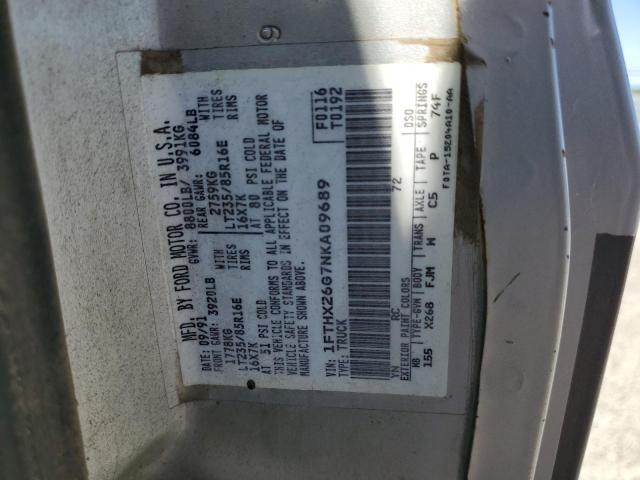 MFD. BY FORD MOTOR CO. IN U.S.A.
DATE: 09/91 GVWR: 8800LB/ 3991KG
FRONT GAWR: 3920LB REAR GAWR: 6084LB
1778KG WITH 2759KG WITH
LT235/85R16E TIRES LT235/85R16E TIRES
16X7K RIMS 16X7K RIMS
AT 51 PSI COLD AT 80 PSI COLD
THIS VEHICLE CONFORMS TO ALL APPLICABLE FEDERAL MOTOR
VEHICLE SAFETY STANDARDS IN EFFECT ON THE DATE OF
MANUFACTURE SHOWN ABOVE.
VIN: 1FTHX26G7NKA09689
TYPE: TRUCK
F0116
T0192
YN RC 72
EXTERIOR PAINT COLORS DSO
WB TYPE-GVW BODY TRANS AXLE TAPE SPRINGS
155 X268 FJM W C5 P 74F
F0TA-15204A10-AA
6